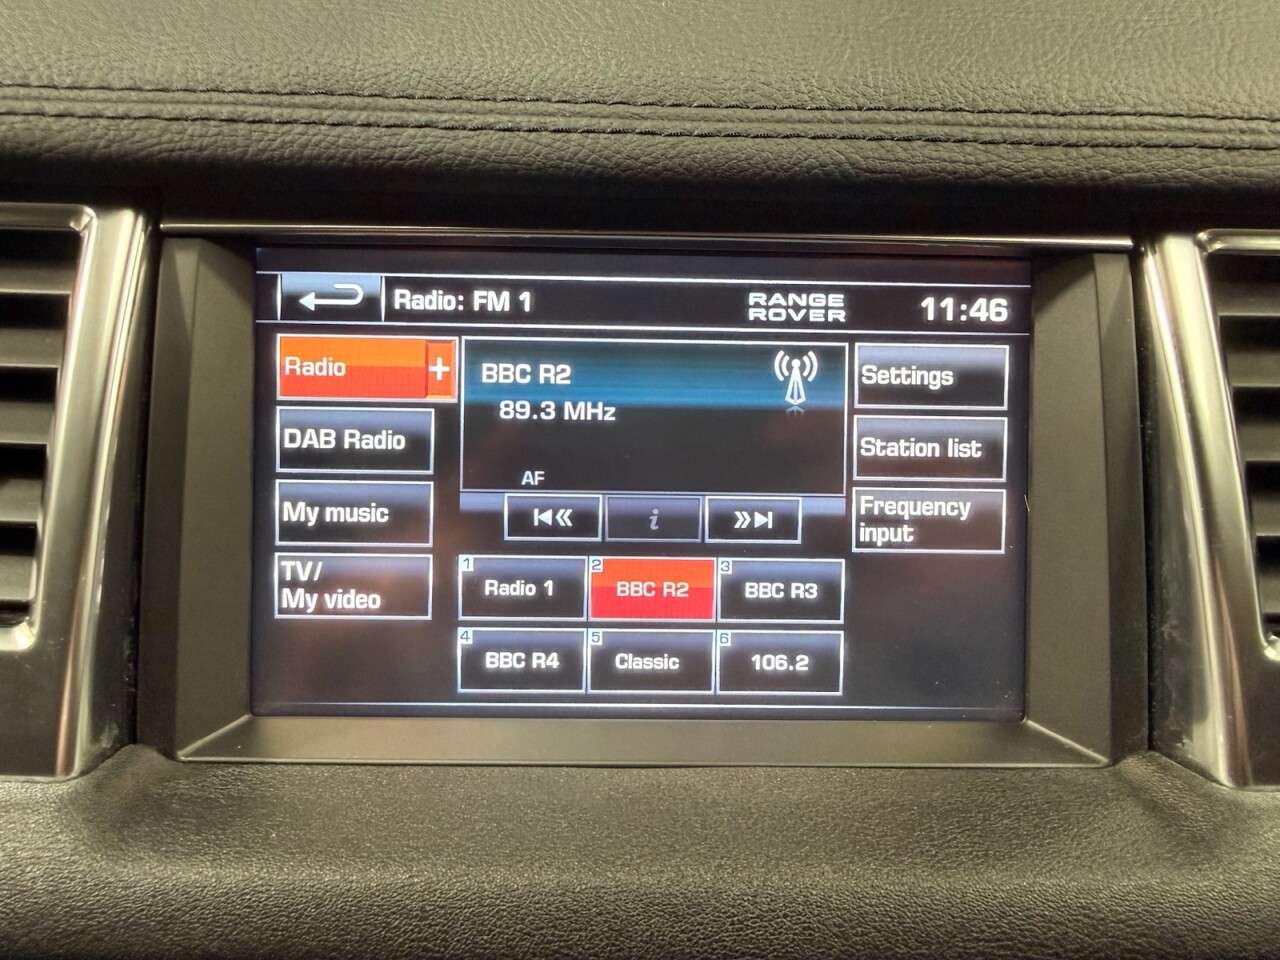 Radio: FM 1
RANGE
ROVER
11:46
Radio +
DAB Radio
My music
TV/
My video
BBC R2
89.3 MHz
AF
i
Settings
Station list
Frequency
input
1 Radio 1
2 BBC R2
3 BBC R3
4 BBC R4
5 Classic
6 106.2